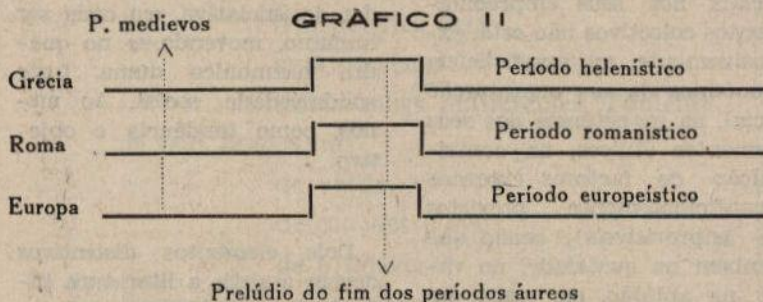 GRÁFICO II
P. medievos
Grécia Período helenístico
Roma Período romanístico
Europa Período europeístico
Prelúdio do fim dos períodos áureos